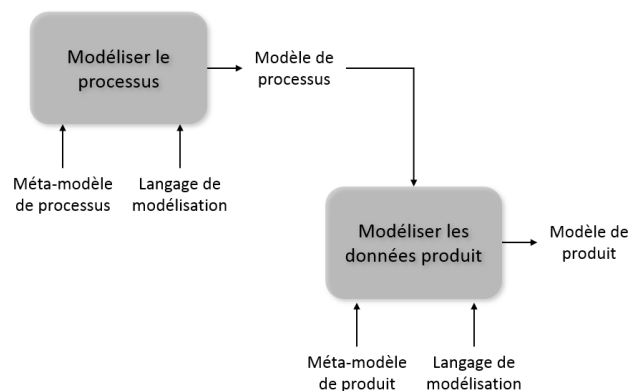 Modéliser le
processus
Modèle de
processus
Méta-modèle
de processus
Langage de
modélisation
Modéliser les
données produit
Modèle de
produit
Méta-modèle
de produit
Langage de
modélisation